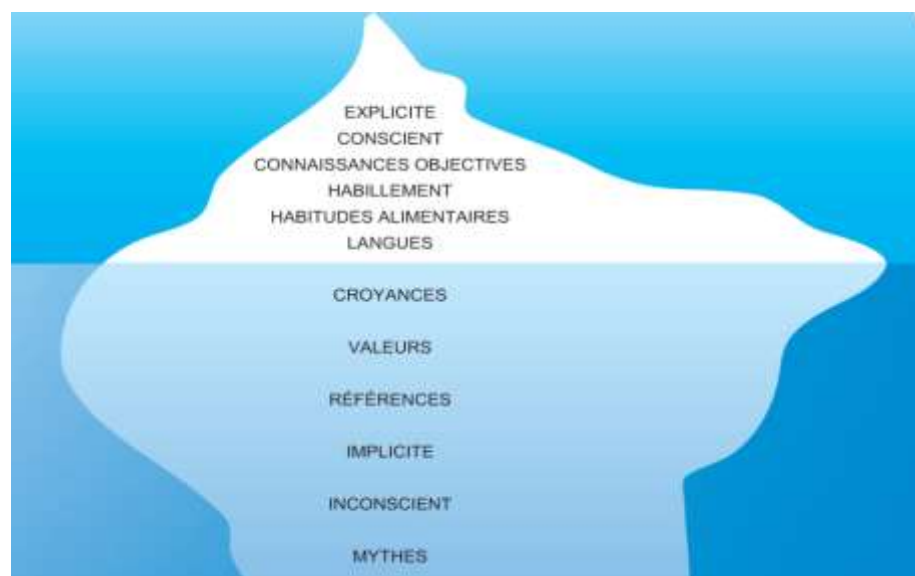 EXPLICITE
CONSCIENT
CONNAISSANCES OBJECTIVES
HABILLEMENT
HABITUDES ALIMENTAIRES
LANGUES
CROYANCES
VALEURS
RÉFÉRENCES
IMPLICITE
INCONSCIENT
MYTHES